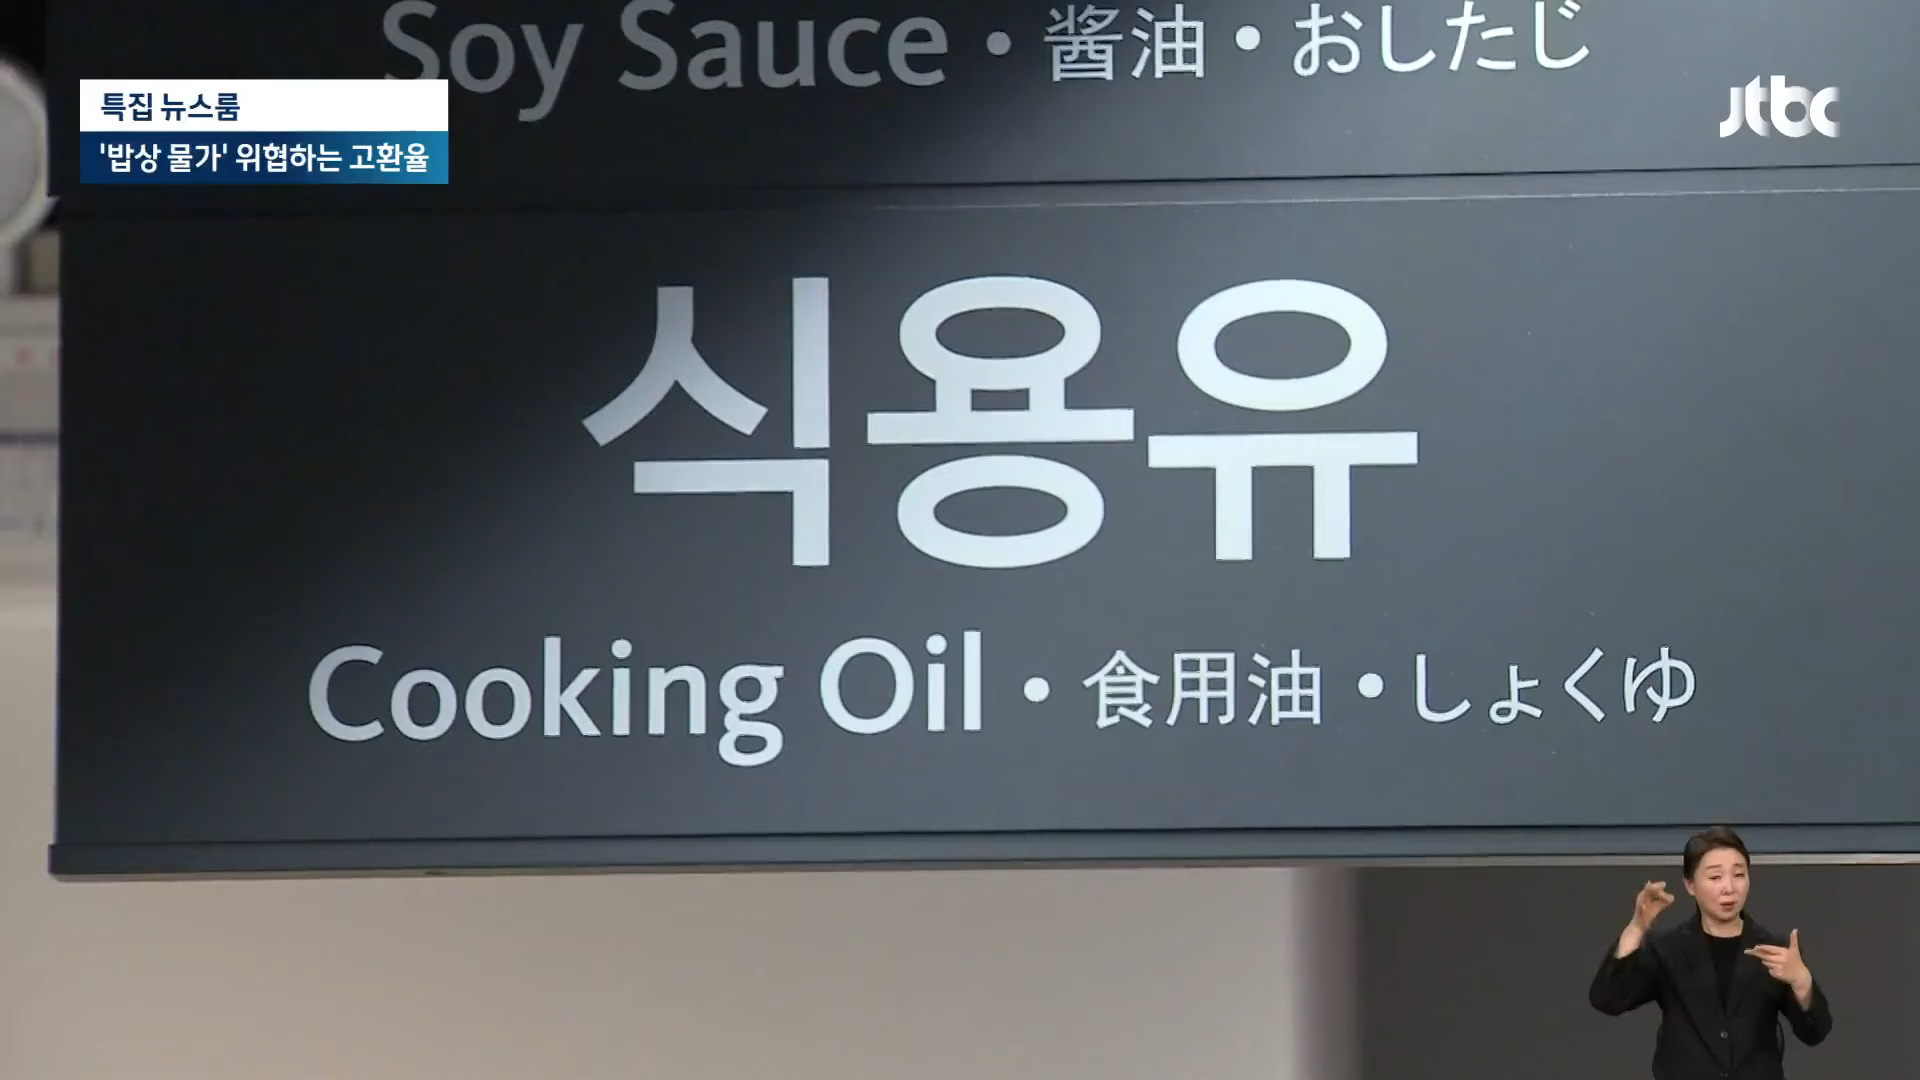 Soy Sauce • 酱油 • おしたじ
특집 뉴스룸
jtbc
'밥상 물가' 위협하는 고환율
식용유
Cooking Oil • 食用油 • しょくゆ